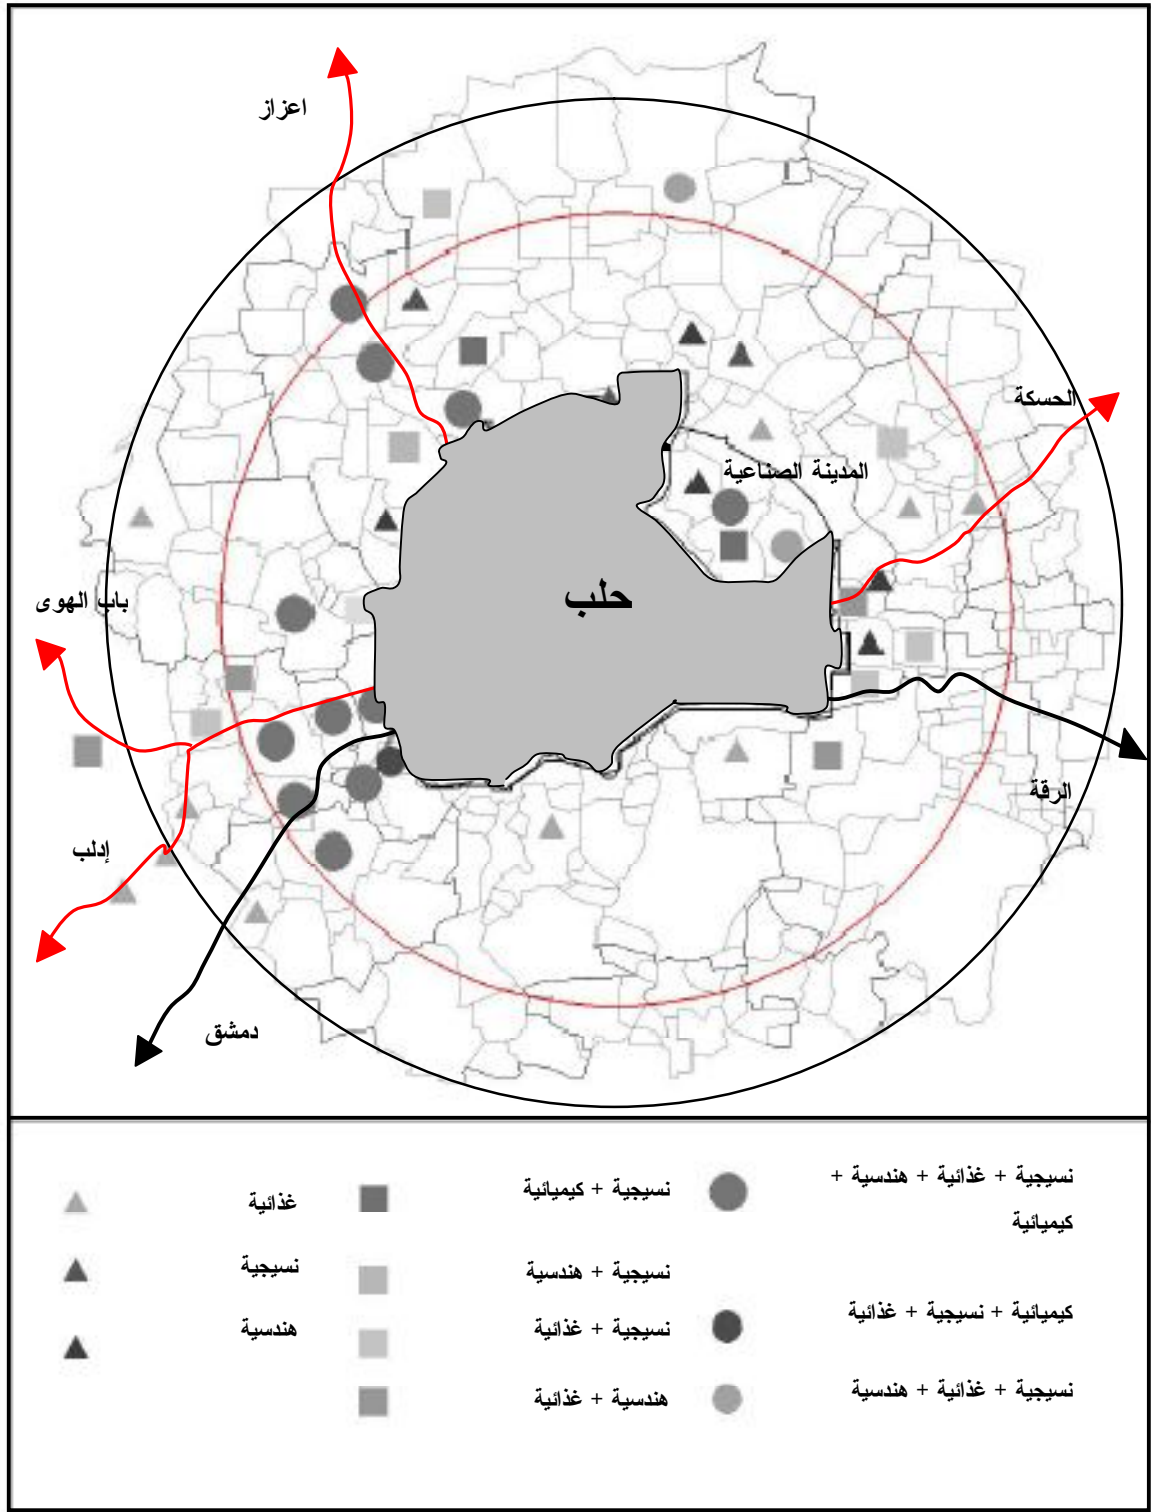 اعزاز
الحسكة
المدينة الصناعية
حلب
باب الهوى
الرقة
إدلب
دمشق
نسيجية + غذائية + هندسية +
كيميائية
نسيجية + كيميائية
غذائية
نسيجية + هندسية
نسيجية
كيميائية + نسيجية + غذائية
نسيجية + غذائية
هندسية
نسيجية + غذائية + هندسية
هندسية + غذائية